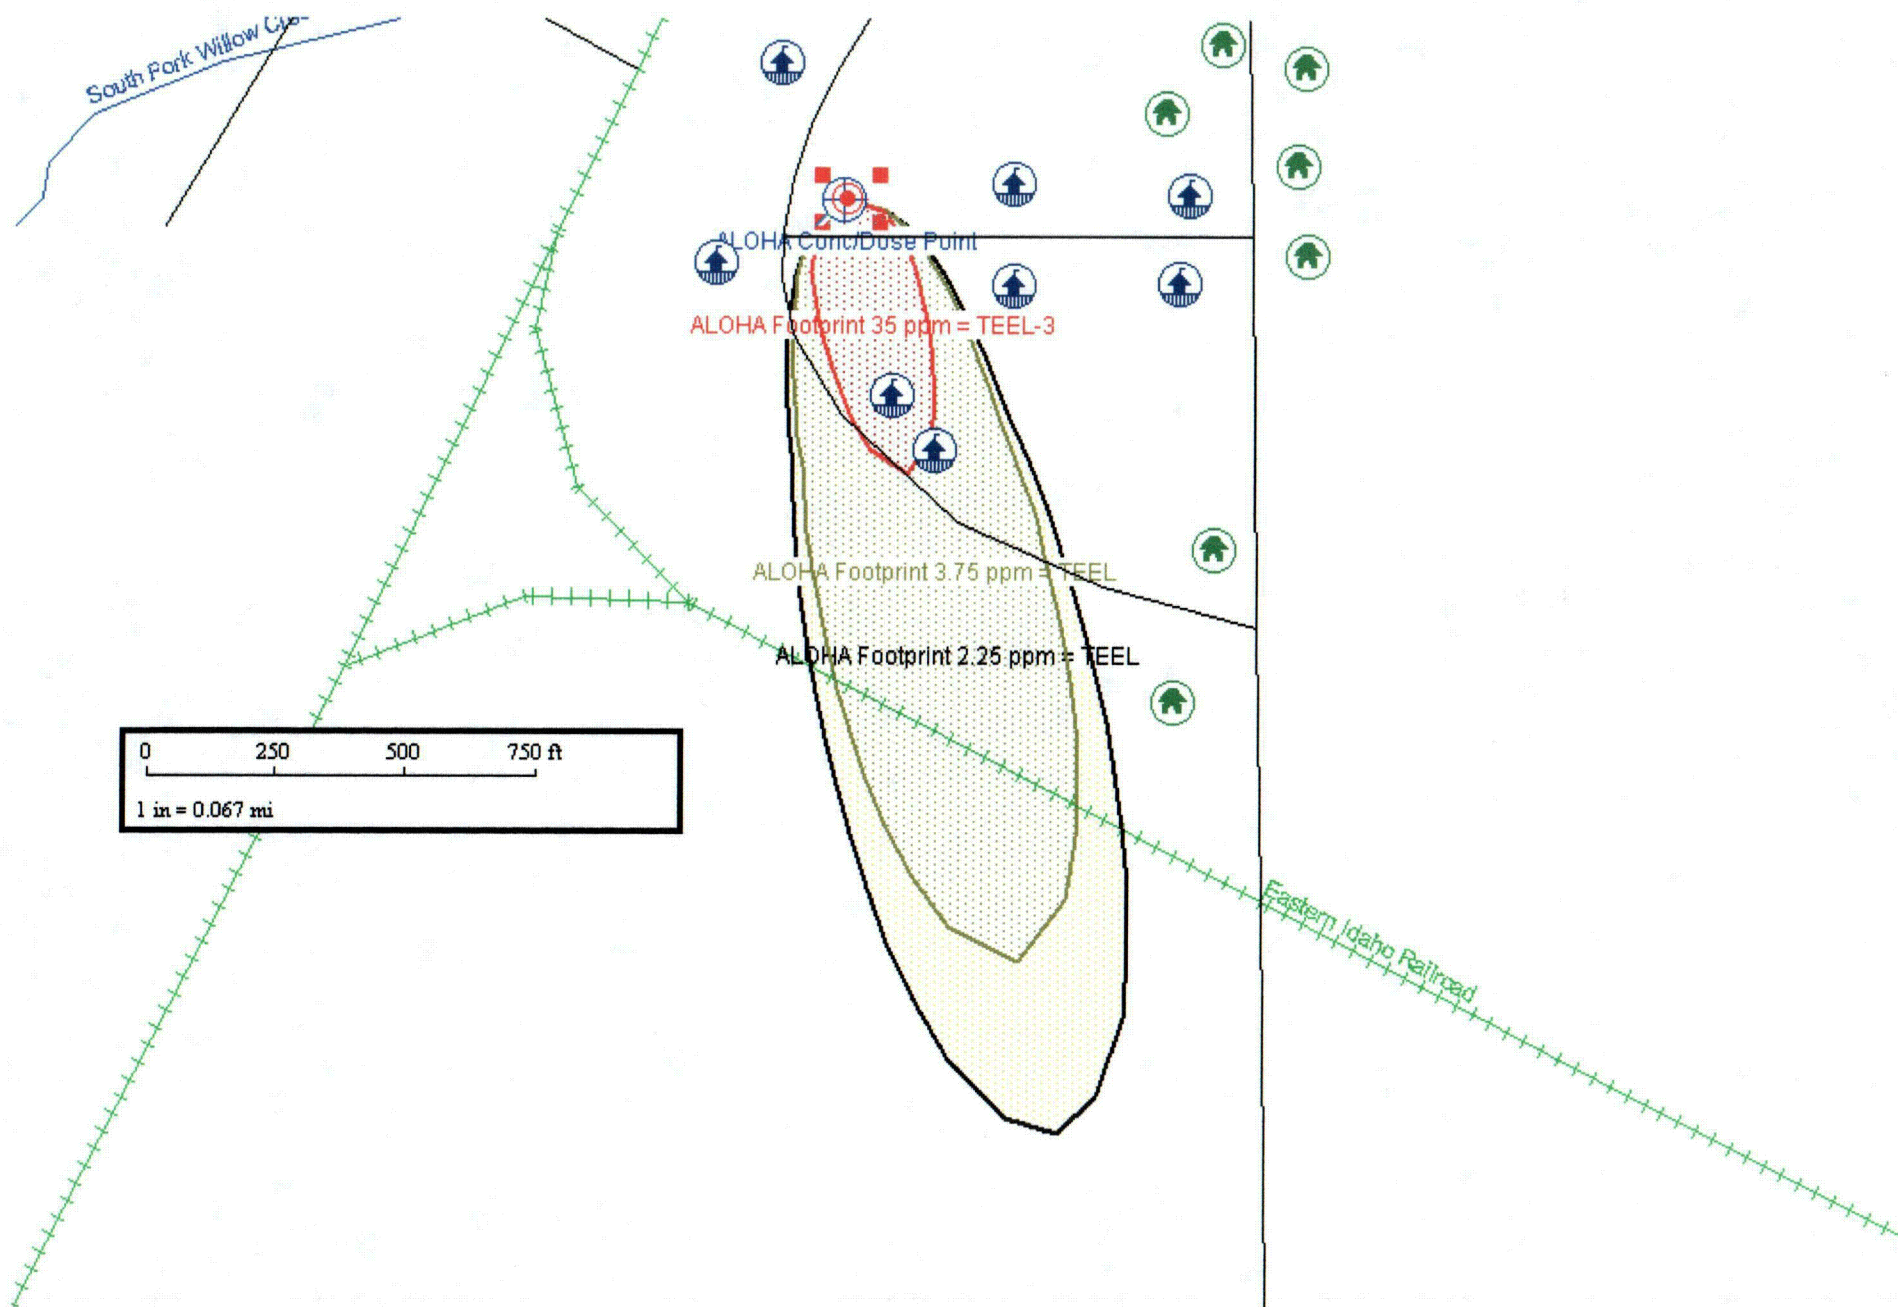 South Fork Willow
ALOHA Conc/Dose Point
ALOHA Footprint 35 ppm = TEEL-3
ALOHA Footprint 3.75 ppm = TEEL
ALOHA Footprint 2.25 ppm = TEEL
0 250 500 750 ft
1 in = 0.067 mi
Eastern Idaho Railroad